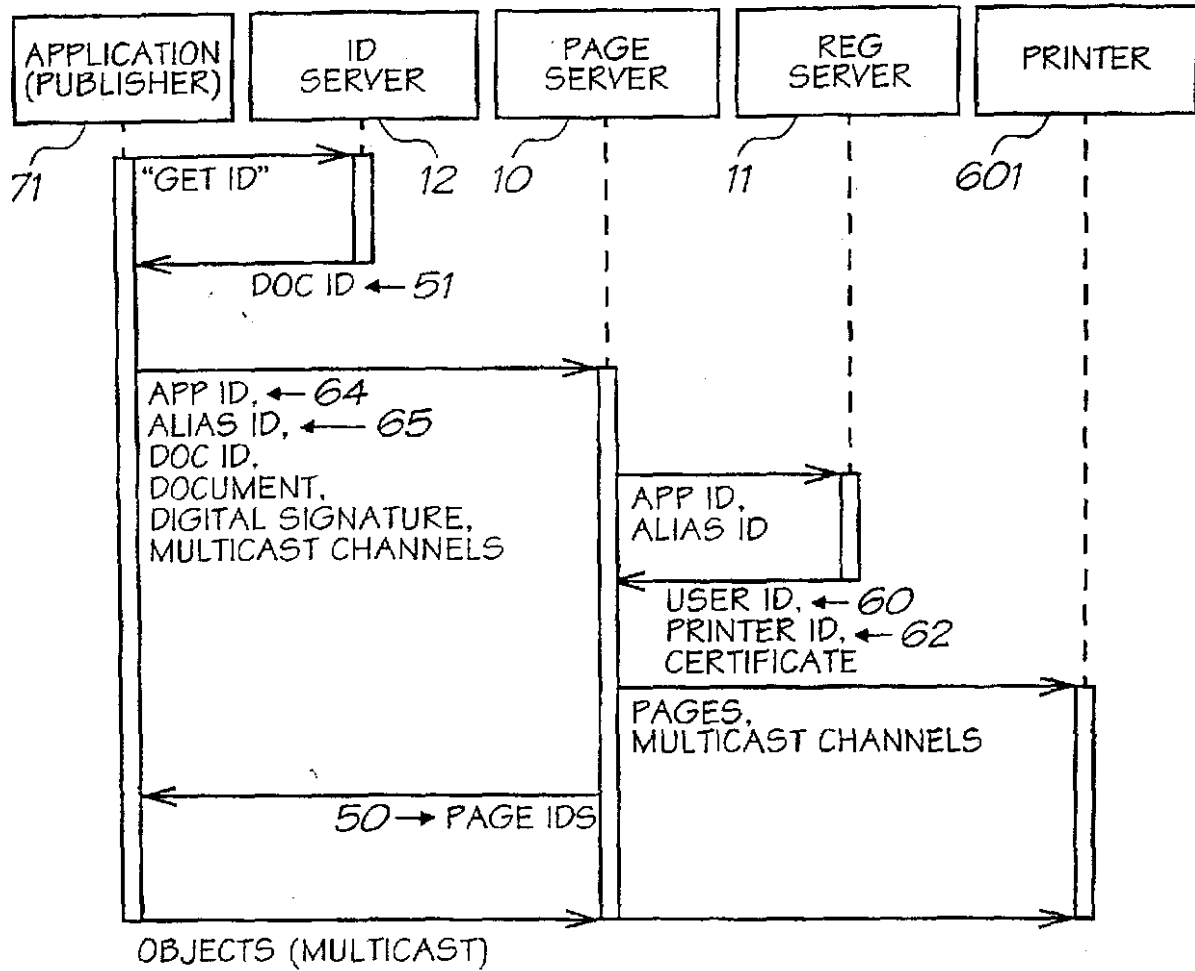 APPLICATION
(PUBLISHER)
ID
SERVER
PAGE
SERVER
REG
SERVER
PRINTER
71
12
10
11
601
"GET ID"
DOC ID ← 51
APP ID, ← 64
ALIAS ID, ← 65
DOC ID,
DOCUMENT,
DIGITAL SIGNATURE,
MULTICAST CHANNELS
APP ID,
ALIAS ID
USER ID, ← 60
PRINTER ID, ← 62
CERTIFICATE
PAGES,
MULTICAST CHANNELS
50 → PAGE IDS
OBJECTS (MULTICAST)